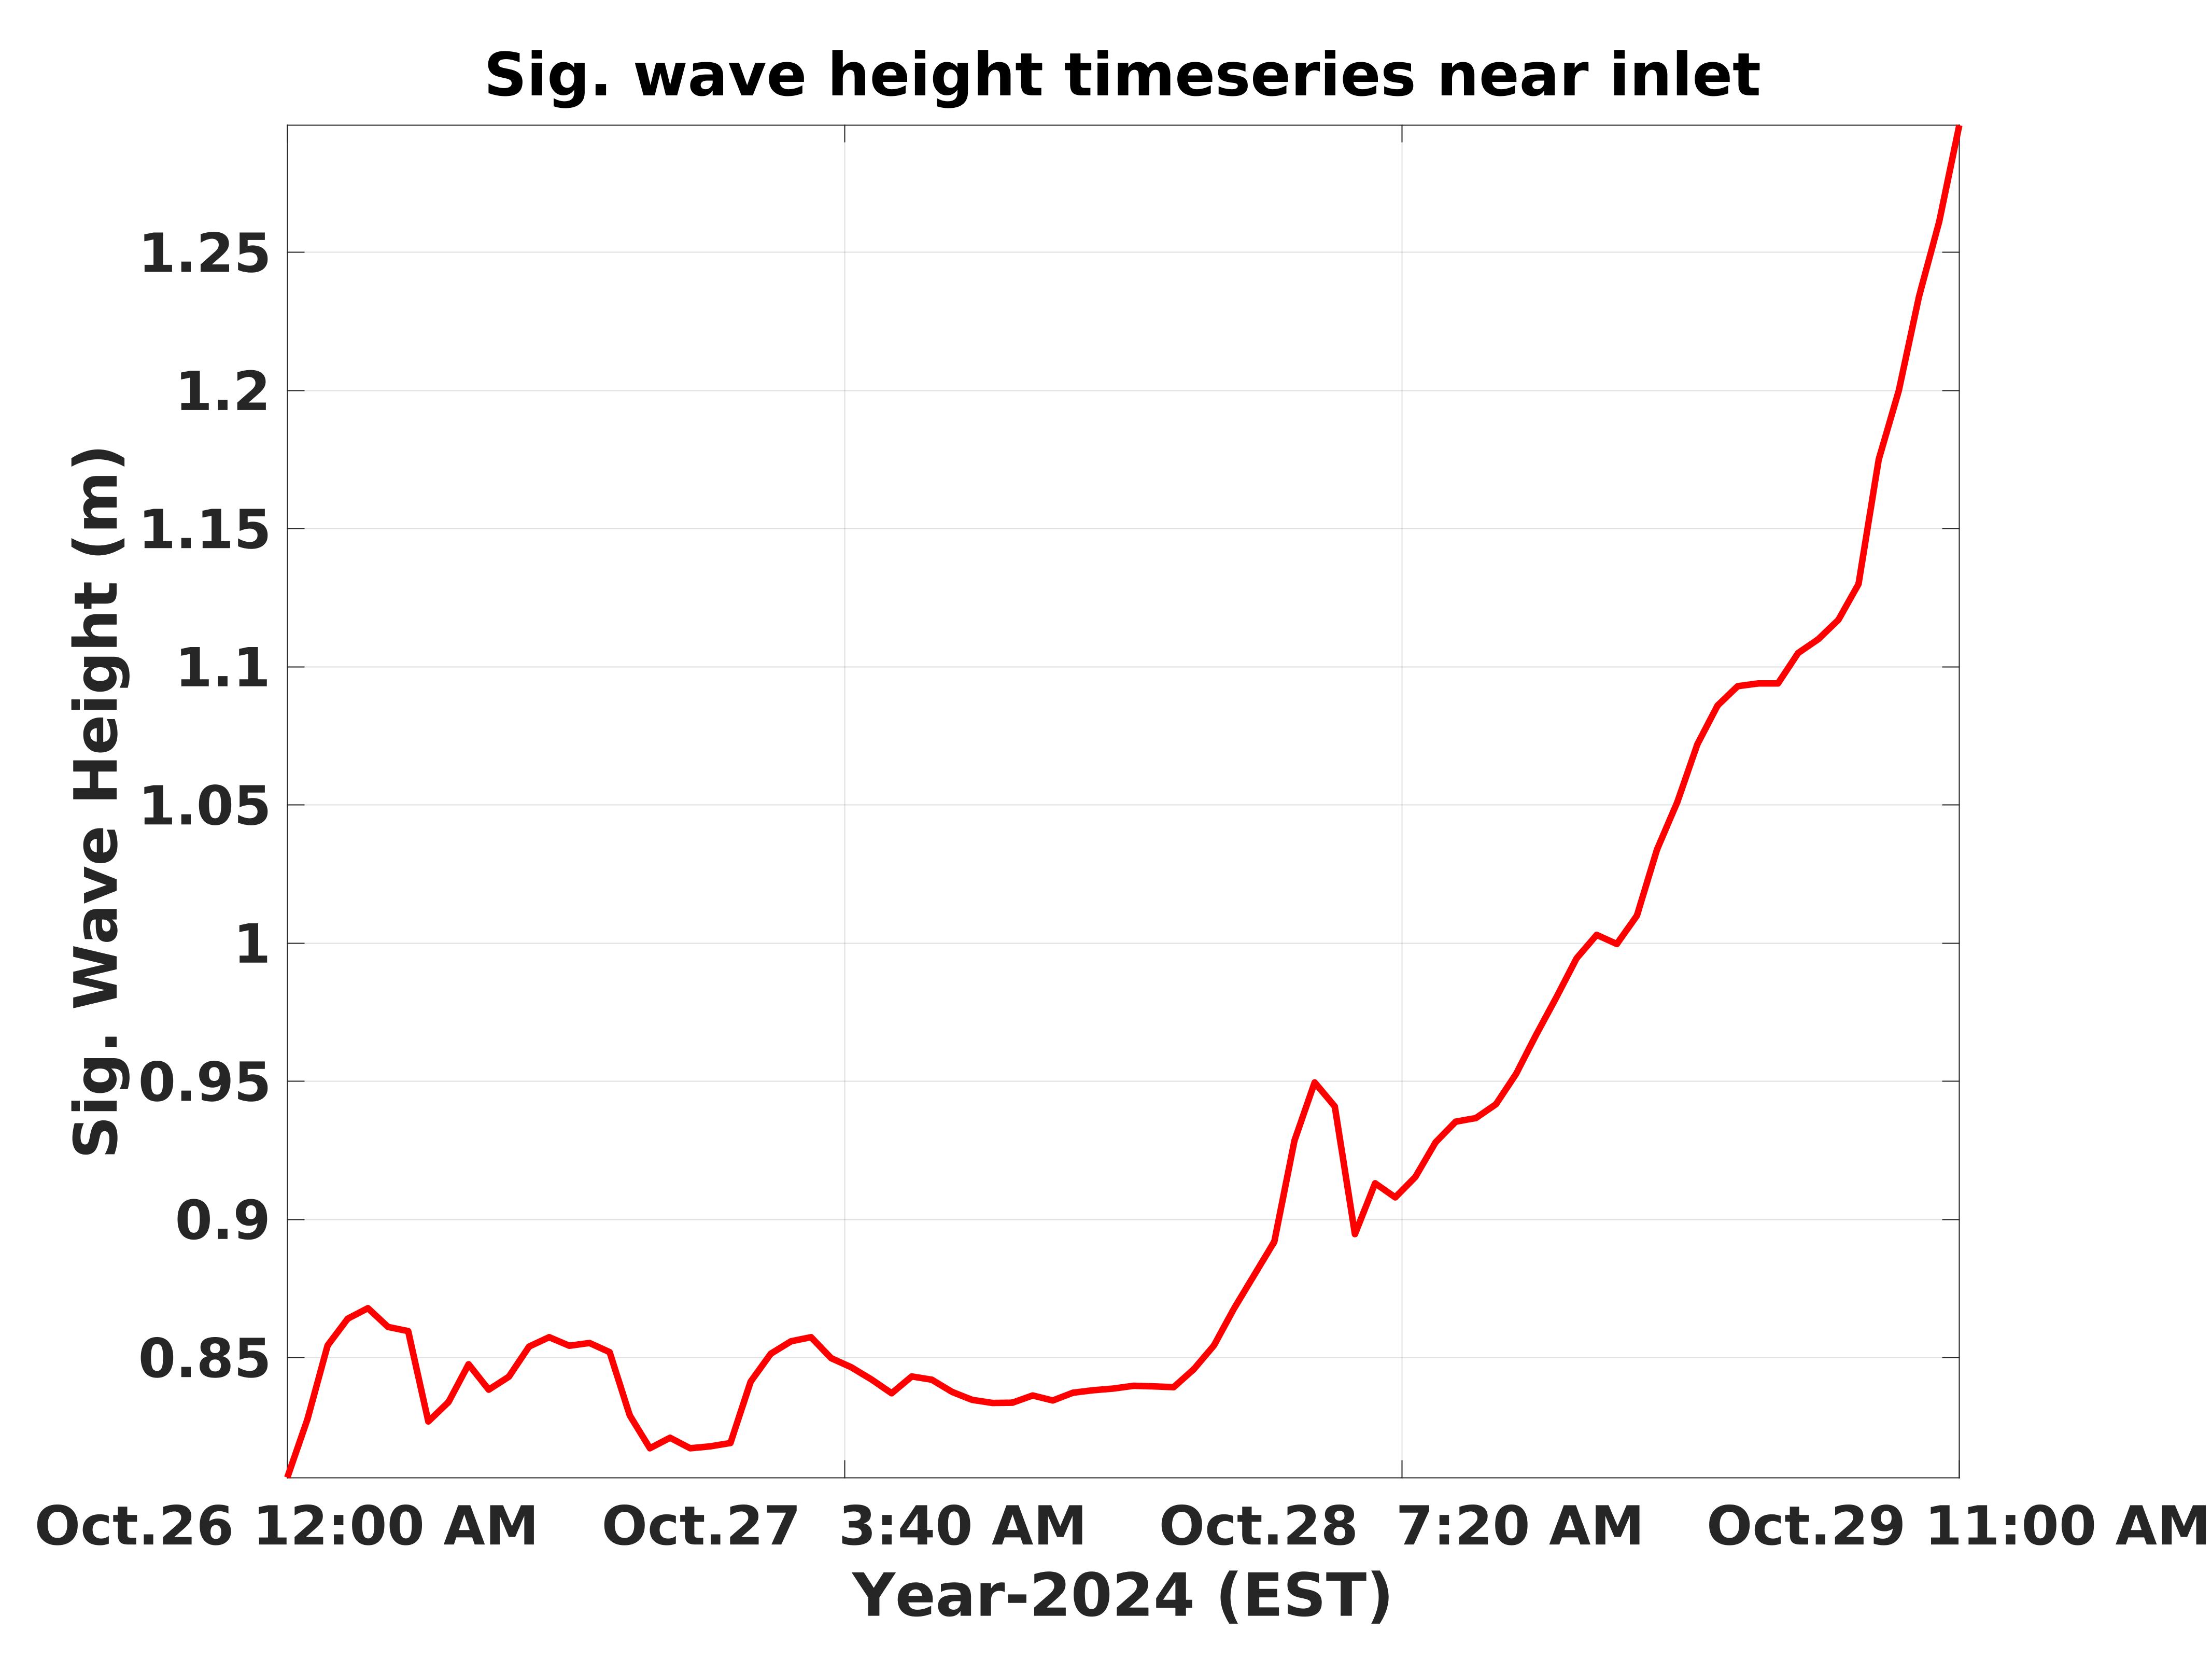 Sig. wave height timeseries near inlet
Sig. Wave Height (m)
1.25
1.2
1.15
1.1
1.05
1
0.95
0.9
0.85
Oct.26 12:00 AM Oct.27 3:40 AM Oct.28 7:20 AM Oct.29 11:00 AM
Year-2024 (EST)